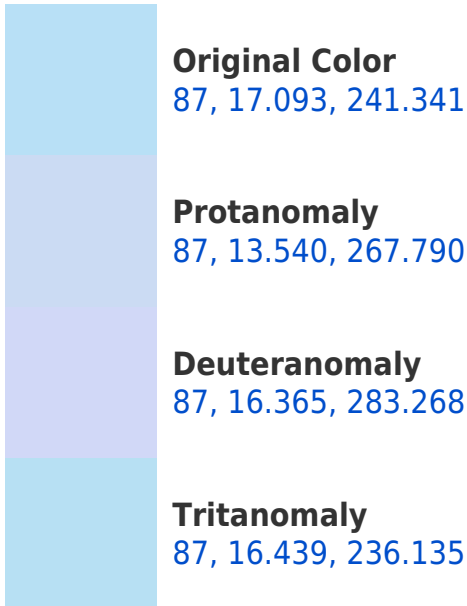 Original Color
87, 17.093, 241.341
Protanomaly
87, 13.540, 267.790
Deuteranomaly
87, 16.365, 283.268
Tritanomaly
87, 16.439, 236.135